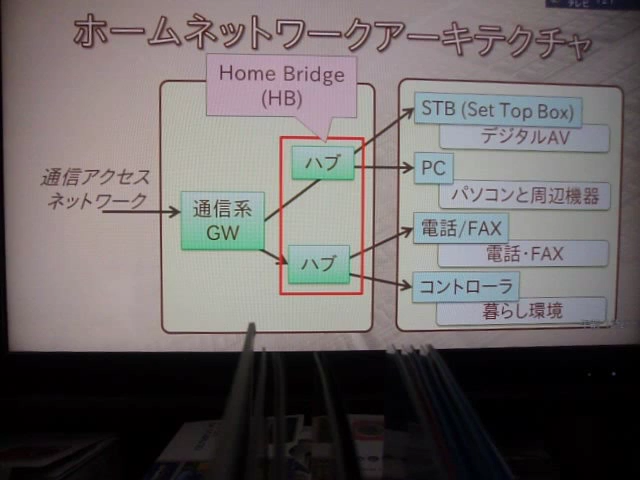 テレビ
ホームネットワークアーキテクチャ
Home Bridge
(HB)
通信アクセス
ネットワーク
通信系
GW
ハブ
ハブ
STB (Set Top Box)
デジタルAV
PC
パソコンと周辺機器
電話/FAX
電話・FAX
コントローラ
暮らし環境